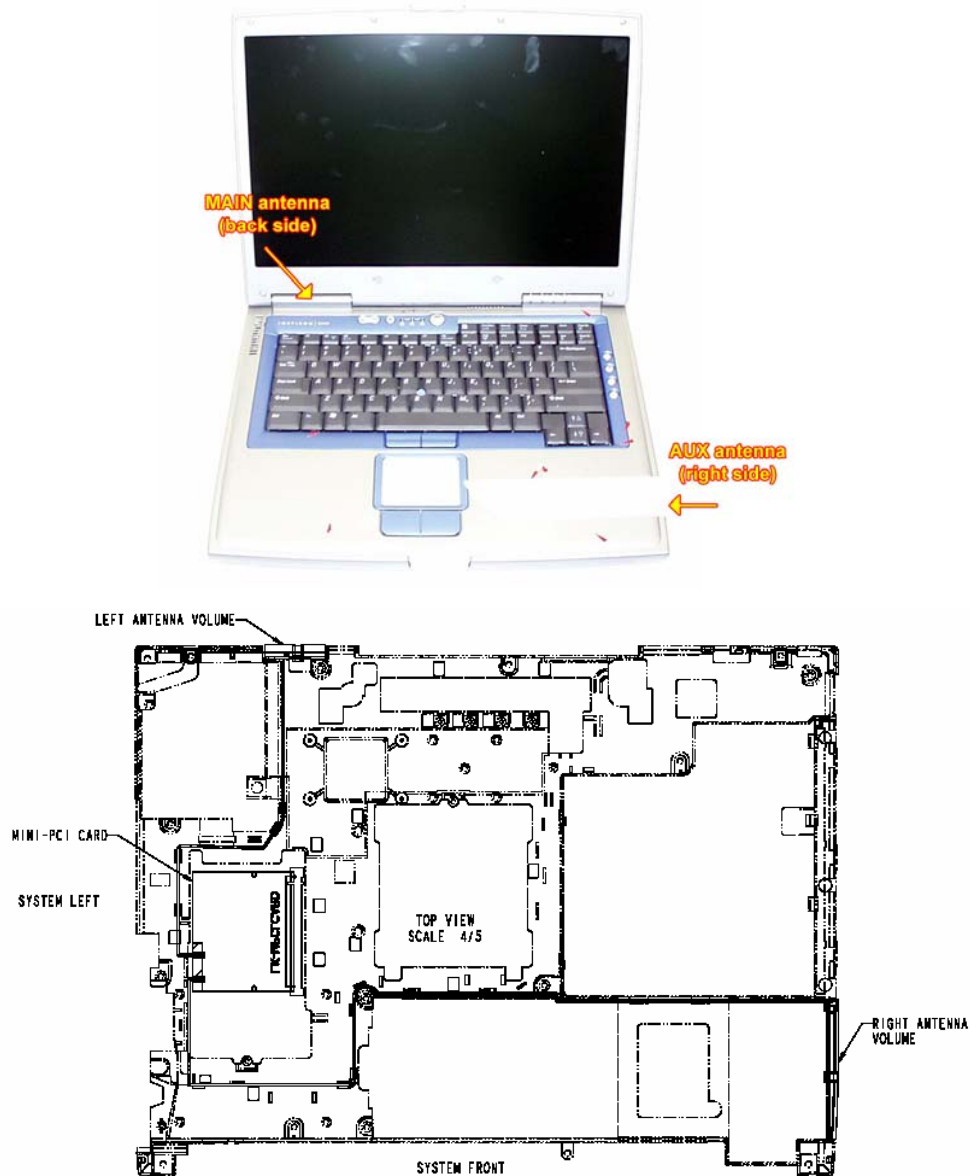 MAIN antenna
(back side)
INSPIRON
AUX antenna
(right side)
LEFT ANTENNA VOLUME
MINI-PCI CARD
SYSTEM LEFT
TOP VIEW
SCALE 4/5
RIGHT ANTENNA
VOLUME
SYSTEM FRONT